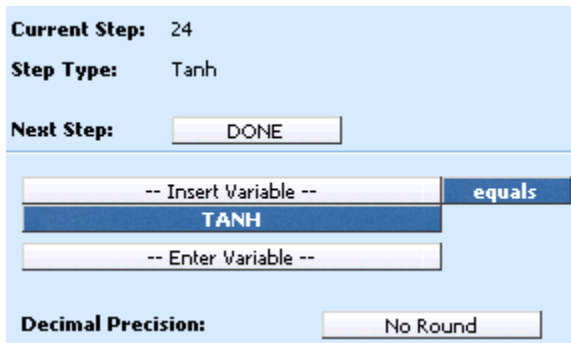 Current Step: 24
Step Type: Tanh
Next Step: DONE
-- Insert Variable -- equals
TANH
-- Enter Variable --
Decimal Precision: No Round